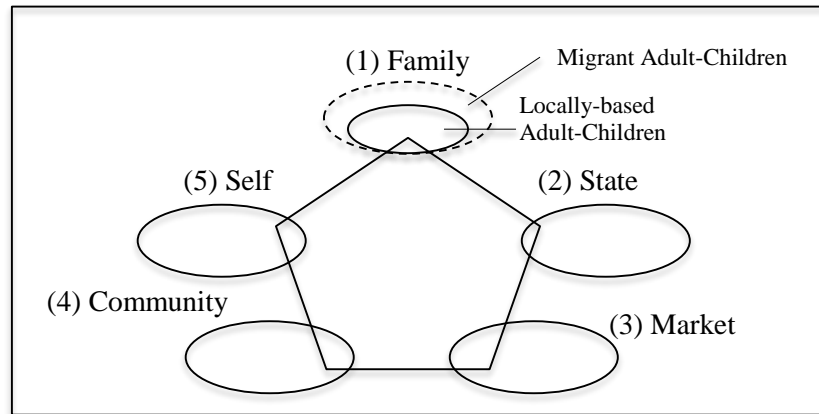 (1) Family
Migrant Adult-Children
Locally-based
Adult-Children
(5) Self
(2) State
(4) Community
(3) Market